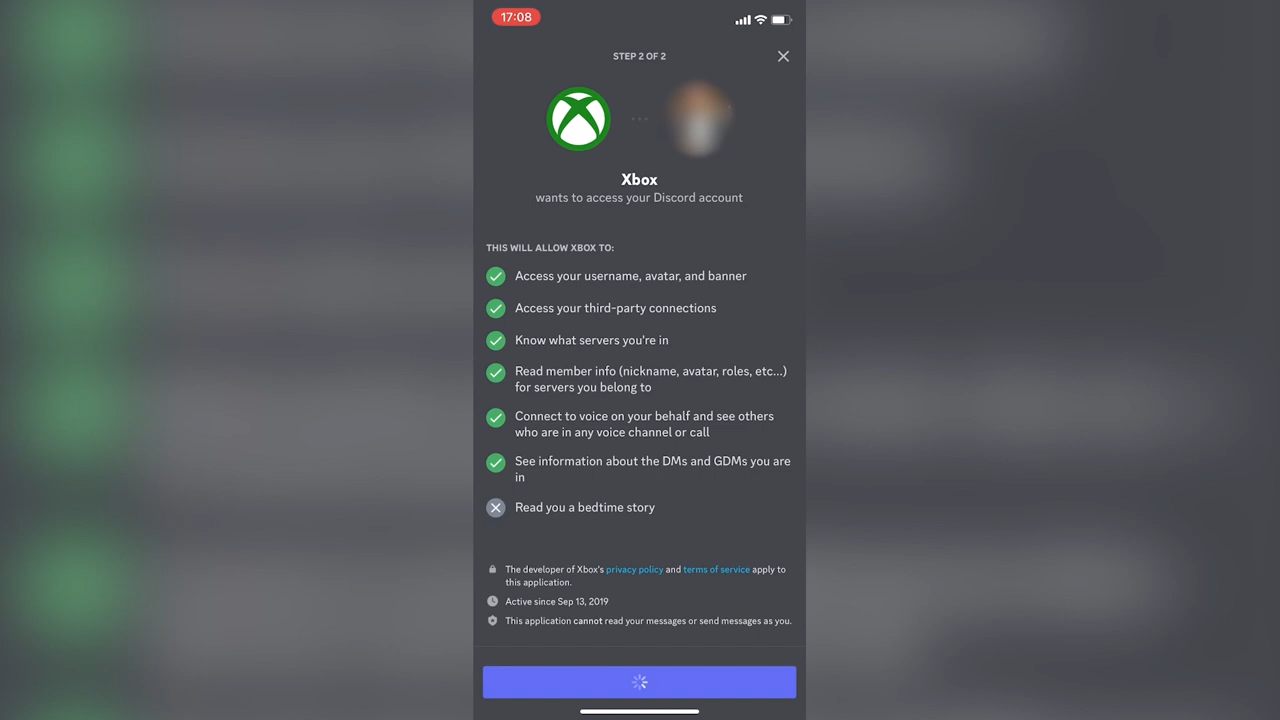 17:08
STEP 2 OF 2
Xbox
wants to access your Discord account
THIS WILL ALLOW XBOX TO:
Access your username, avatar, and banner
Access your third-party connections
Know what servers you're in
Read member info (nickname, avatar, roles, etc...)
for servers you belong to
Connect to voice on your behalf and see others
who are in any voice channel or call
See information about the DMs and GDMs you are
in
Read you a bedtime story
The developer of Xbox's privacy policy and terms of service apply to
this application.
Active since Sep 13, 2019
This application cannot read your messages or send messages as you.